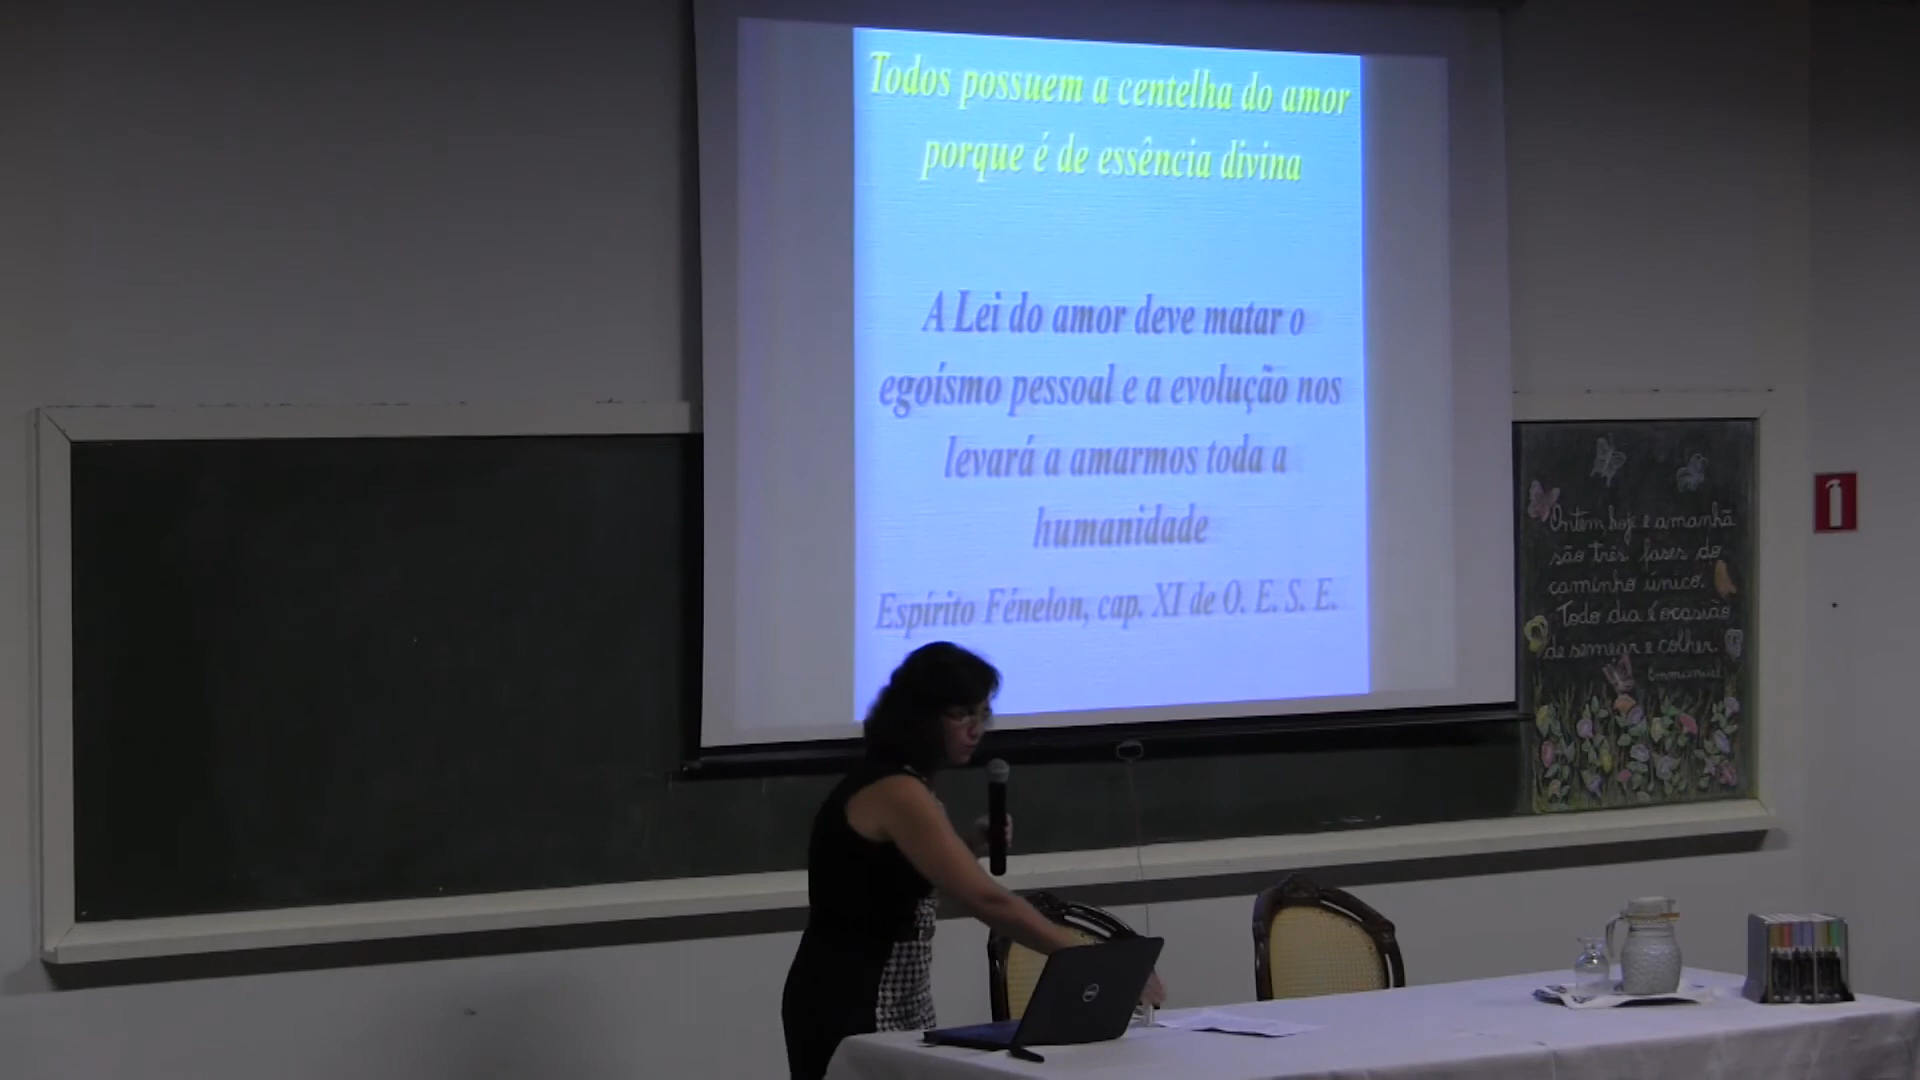 Todos possuem a centelha do amor
porque é de essência divina
A Lei do amor deve matar o
egoísmo pessoal e a evolução nos
levará a amarmos toda a
humanidade
Espírito Fénelon, cap. XI de O. E. S. E.
Ontem, hoje e amanhã
são três fases do
caminho único.
Todo dia é ocasião
de semear e colher.
Emmanuel
DELL